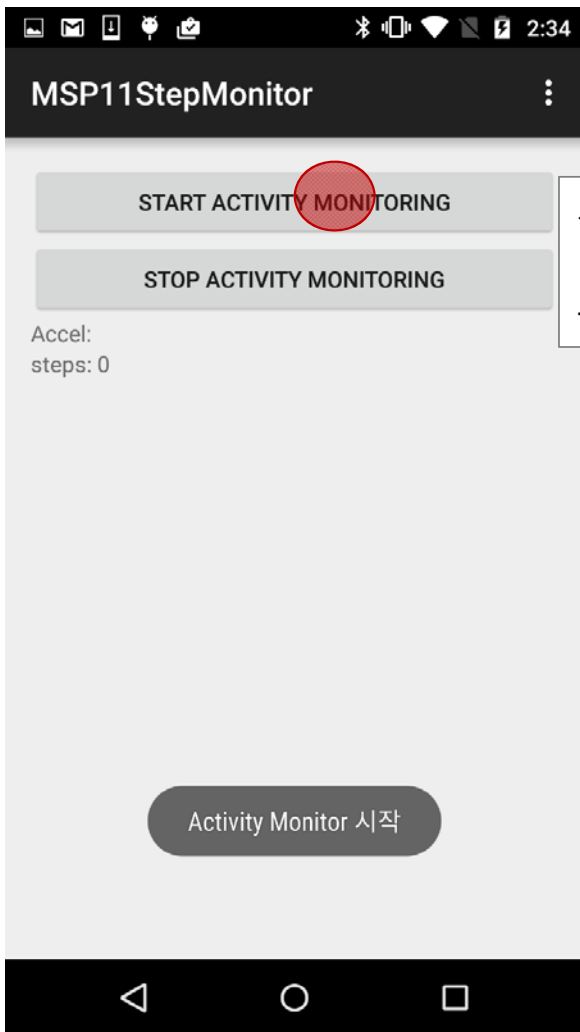 2:34
MSP11StepMonitor
START ACTIVITY MONITORING
STOP ACTIVITY MONITORING
Accel:
steps: 0
Activity Monitor 시작